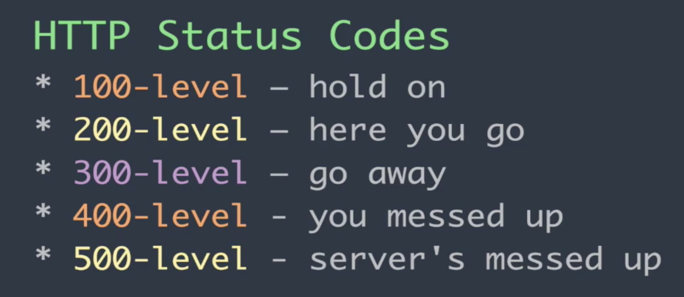 HTTP Status Codes
* 100-level – hold on
* 200-level – here you go
* 300-level – go away
* 400-level - you messed up
* 500-level - server's messed up